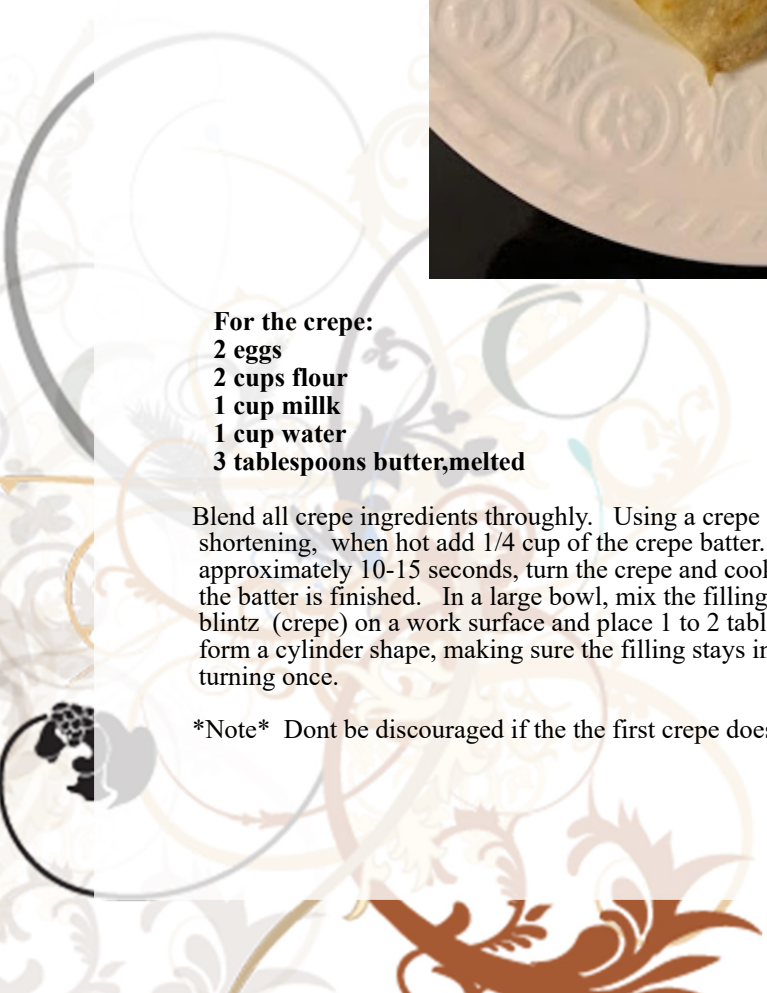 For the crepe:
2 eggs
2 cups flour
1 cup millk
1 cup water
3 tablespoons butter,melted
Blend all crepe ingredients throughly. Using a crepe
shortening, when hot add 1/4 cup of the crepe batter.
approximately 10-15 seconds, turn the crepe and cook
the batter is finished. In a large bowl, mix the filling
blintz (crepe) on a work surface and place 1 to 2 tabl
form a cylinder shape, making sure the filling stays in
turning once.
*Note* Dont be discouraged if the the first crepe does